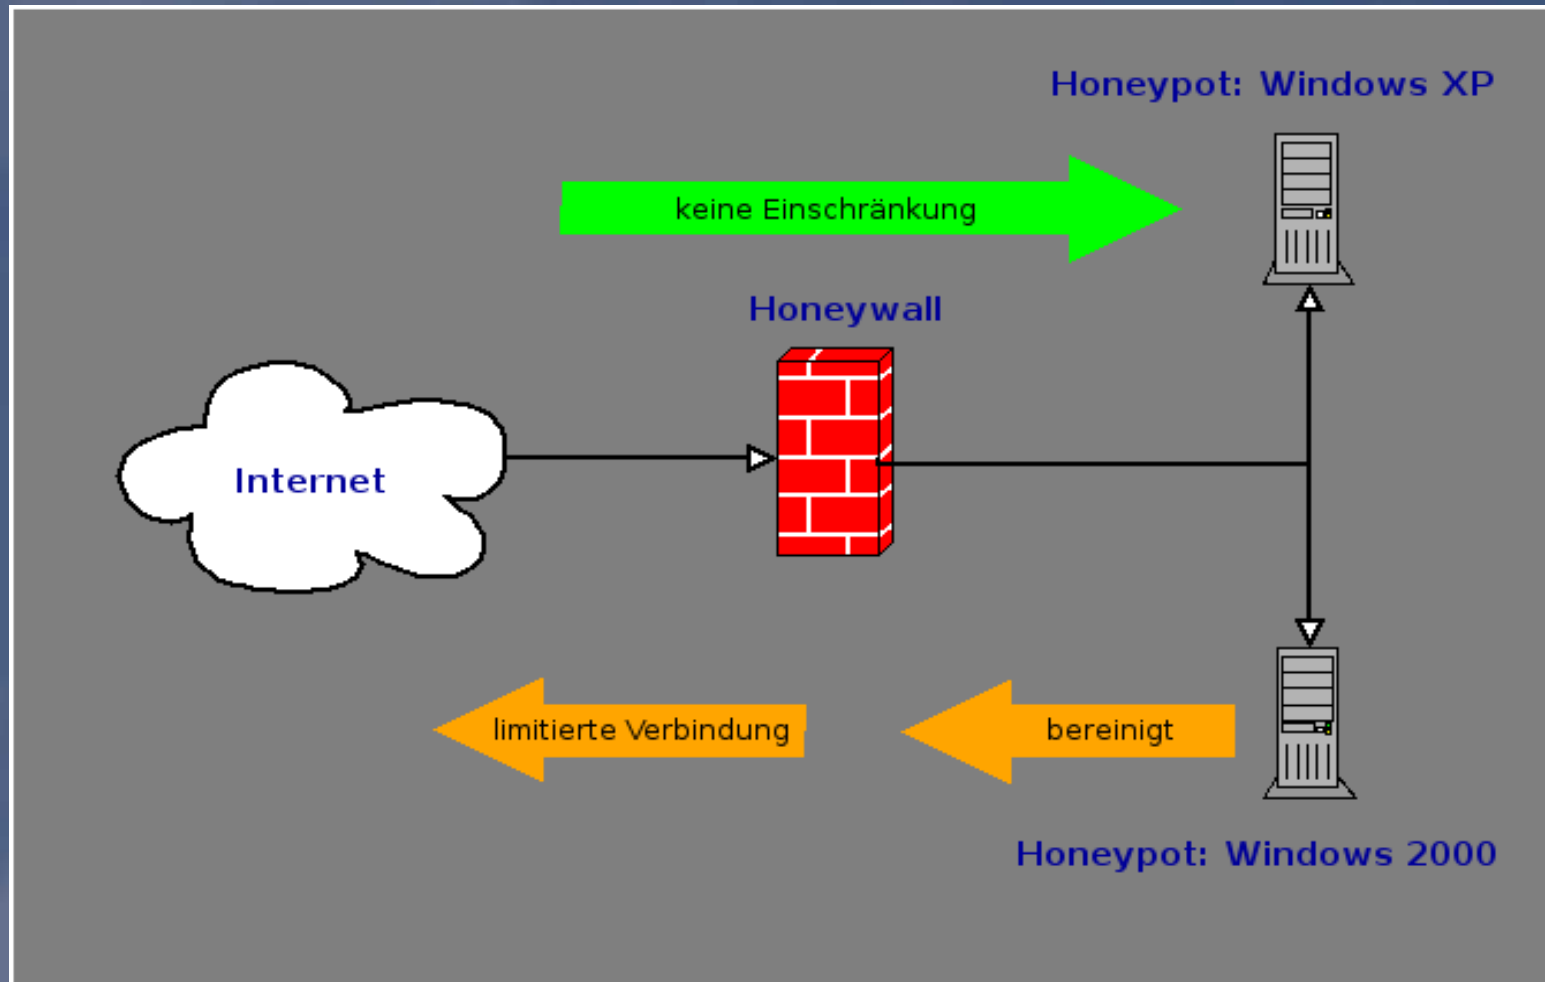 Honeypot: Windows XP
keine Einschränkung
Honeywall
Internet
limitierte Verbindung
bereinigt
Honeypot: Windows 2000